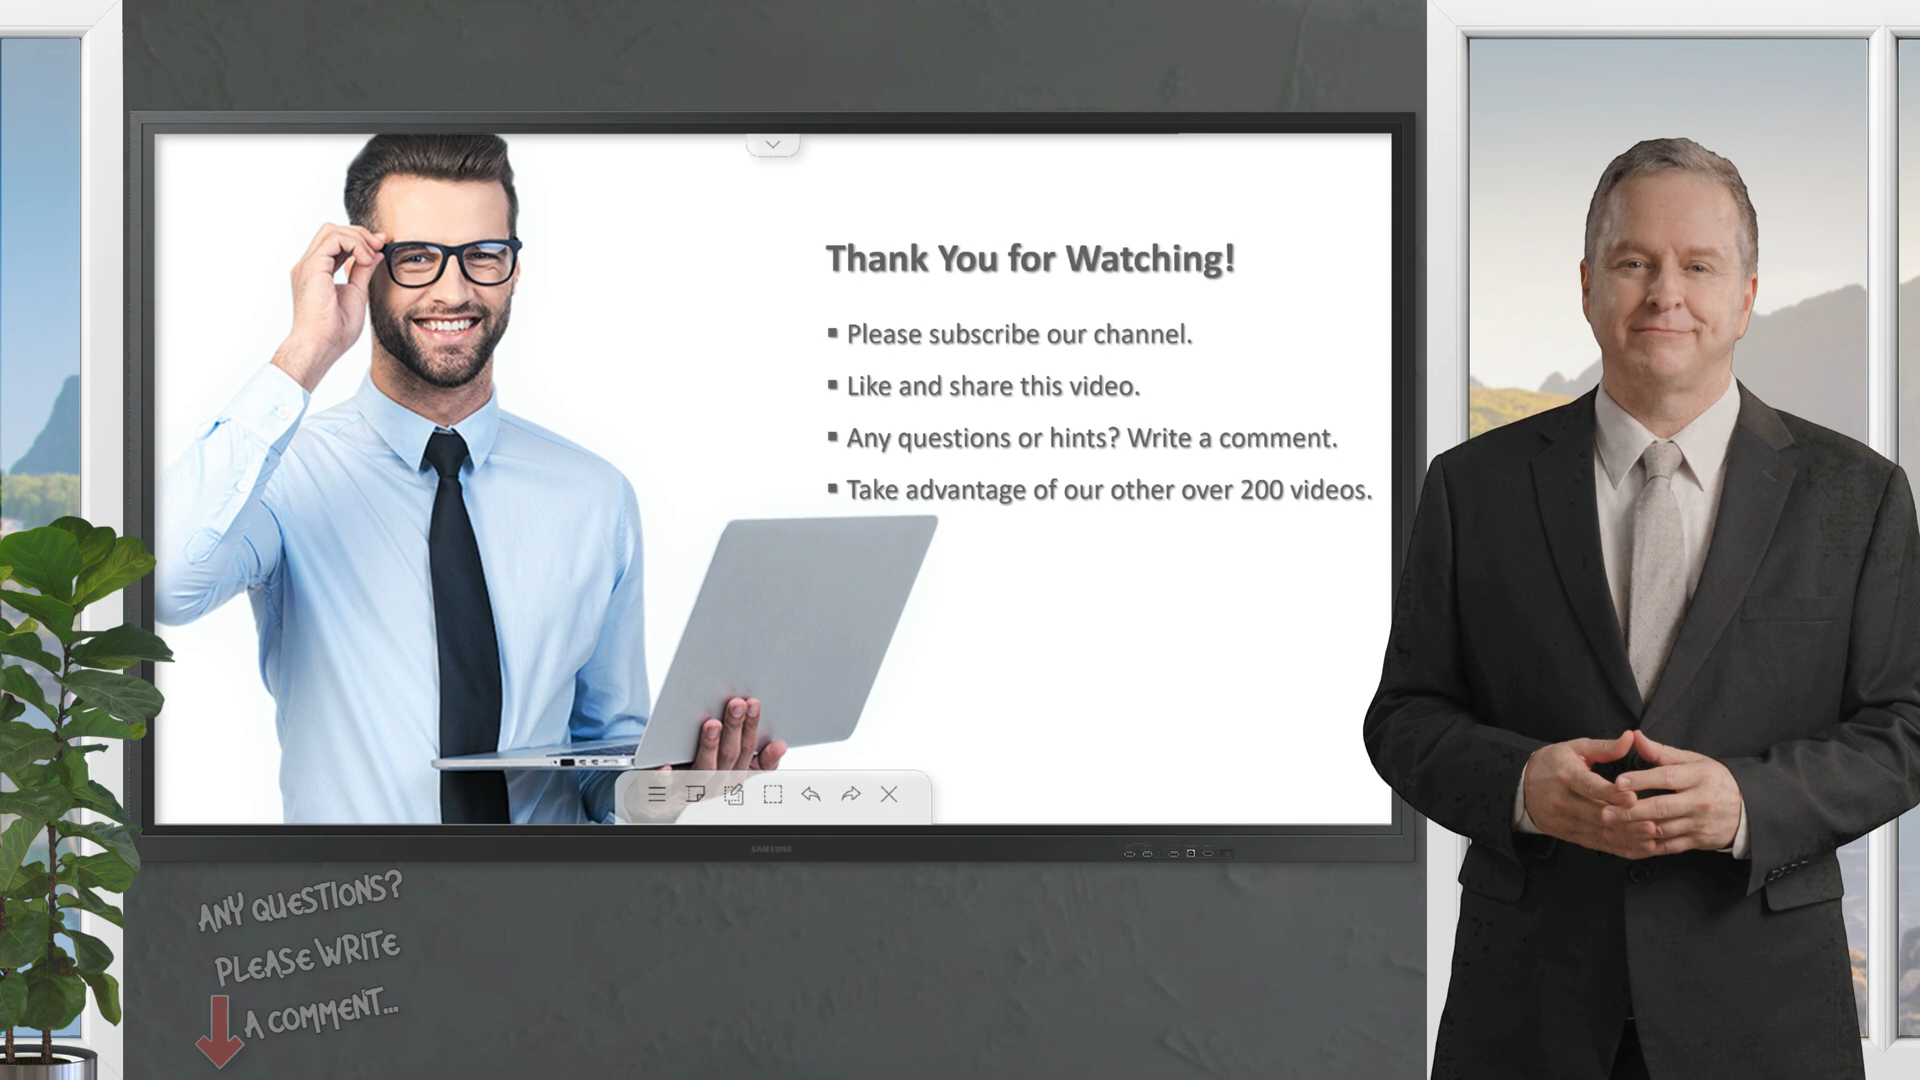 Thank You for Watching!
▪ Please subscribe our channel.
▪ Like and share this video.
▪ Any questions or hints? Write a comment.
▪ Take advantage of our other over 200 videos.
SAMSUNG
ANY QUESTIONS?
PLEASE WRITE
A COMMENT...